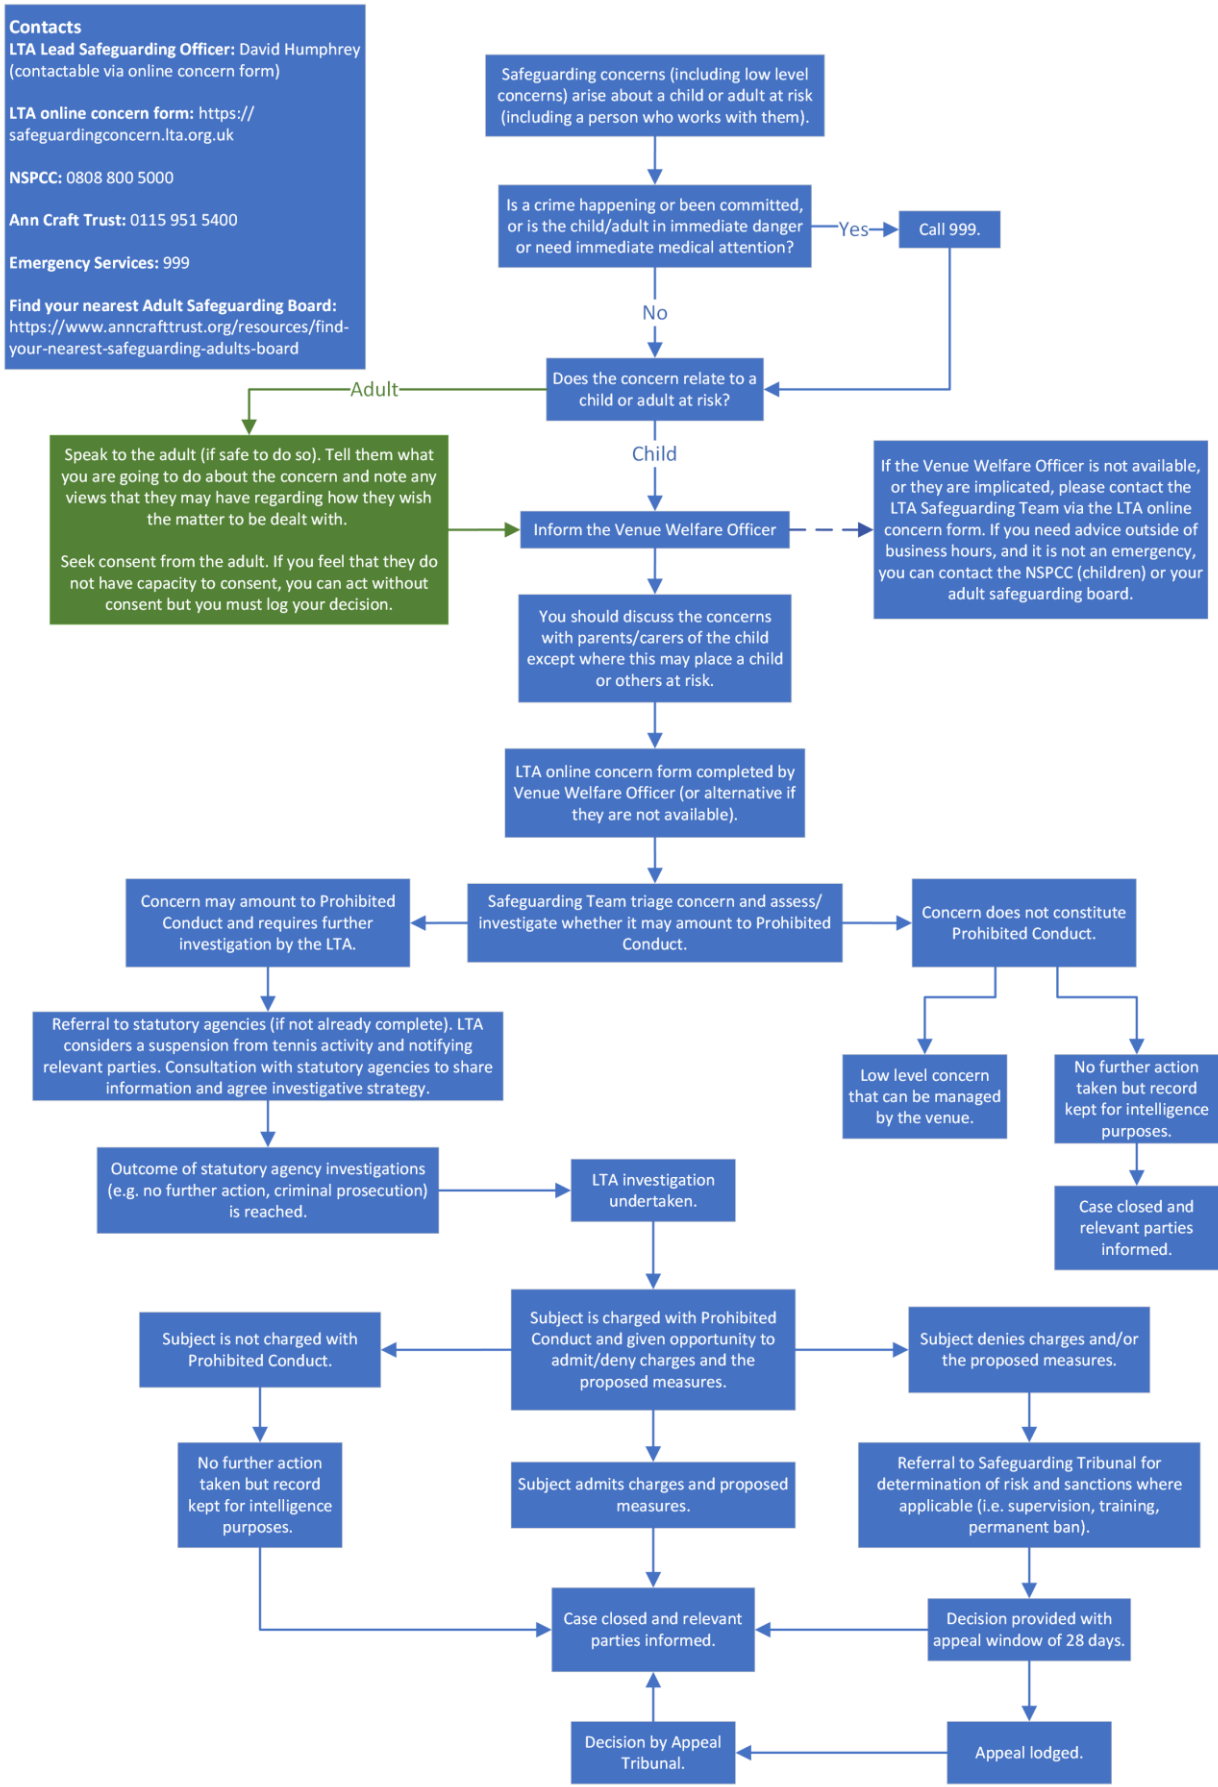 Contacts
LTA Lead Safeguarding Officer: David Humphrey
(contactable via online concern form)
LTA online concern form: https://
safeguardingconcern.lta.org.uk
NSPCC: 0808 800 5000
Ann Craft Trust: 0115 951 5400
Emergency Services: 999
Find your nearest Adult Safeguarding Board:
https://www.anncrafttrust.org/resources/find-
your-nearest-safeguarding-adults-board
Safeguarding concerns (including low level
concerns) arise about a child or adult at risk
(including a person who works with them).
Is a crime happening or been committed,
or is the child/adult in immediate danger
or need immediate medical attention?
Yes
Call 999.
No
Does the concern relate to a
child or adult at risk?
Adult
Child
Speak to the adult (if safe to do so). Tell them what
you are going to do about the concern and note any
views that they may have regarding how they wish
the matter to be dealt with.
Seek consent from the adult. If you feel that they do
not have capacity to consent, you can act without
consent but you must log your decision.
Inform the Venue Welfare Officer
If the Venue Welfare Officer is not available,
or they are implicated, please contact the
LTA Safeguarding Team via the LTA online
concern form. If you need advice outside of
business hours, and it is not an emergency,
you can contact the NSPCC (children) or your
adult safeguarding board.
You should discuss the concerns
with parents/carers of the child
except where this may place a child
or others at risk.
LTA online concern form completed by
Venue Welfare Officer (or alternative if
they are not available).
Safeguarding Team triage concern and assess/
investigate whether it may amount to Prohibited
Conduct.
Concern may amount to Prohibited
Conduct and requires further
investigation by the LTA.
Concern does not constitute
Prohibited Conduct.
Referral to statutory agencies (if not already complete). LTA
considers a suspension from tennis activity and notifying
relevant parties. Consultation with statutory agencies to share
information and agree investigative strategy.
Low level concern
that can be managed
by the venue.
No further action
taken but record
kept for intelligence
purposes.
Outcome of statutory agency investigations
(e.g. no further action, criminal prosecution)
is reached.
LTA investigation
undertaken.
Case closed and
relevant parties
informed.
Subject is not charged with
Prohibited Conduct.
Subject is charged with Prohibited
Conduct and given opportunity to
admit/deny charges and the
proposed measures.
Subject denies charges and/or
the proposed measures.
No further action
taken but record
kept for intelligence
purposes.
Subject admits charges and proposed
measures.
Referral to Safeguarding Tribunal for
determination of risk and sanctions where
applicable (i.e. supervision, training,
permanent ban).
Case closed and relevant
parties informed.
Decision provided with
appeal window of 28 days.
Decision by Appeal
Tribunal.
Appeal lodged.